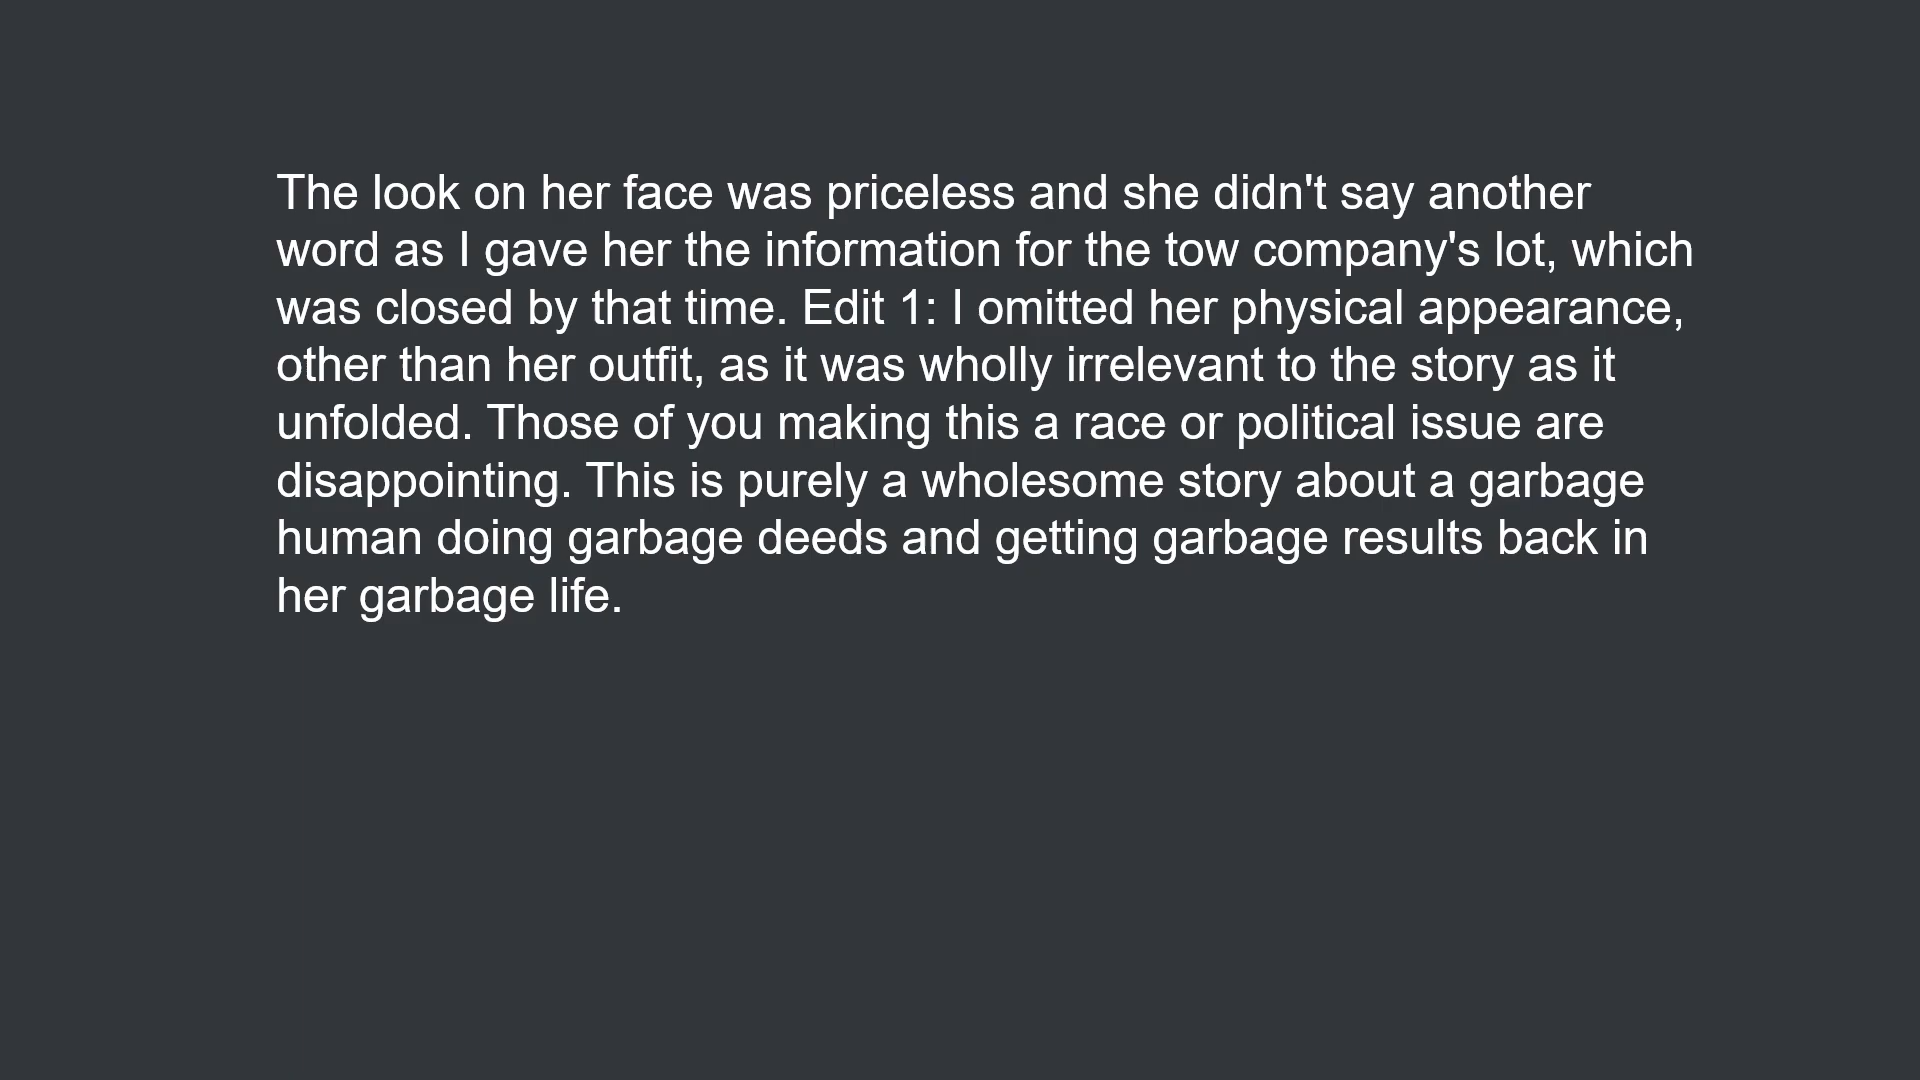 The look on her face was priceless and she didn't say another
word as I gave her the information for the tow company's lot, which
was closed by that time. Edit 1: I omitted her physical appearance,
other than her outfit, as it was wholly irrelevant to the story as it
unfolded. Those of you making this a race or political issue are
disappointing. This is purely a wholesome story about a garbage
human doing garbage deeds and getting garbage results back in
her garbage life.